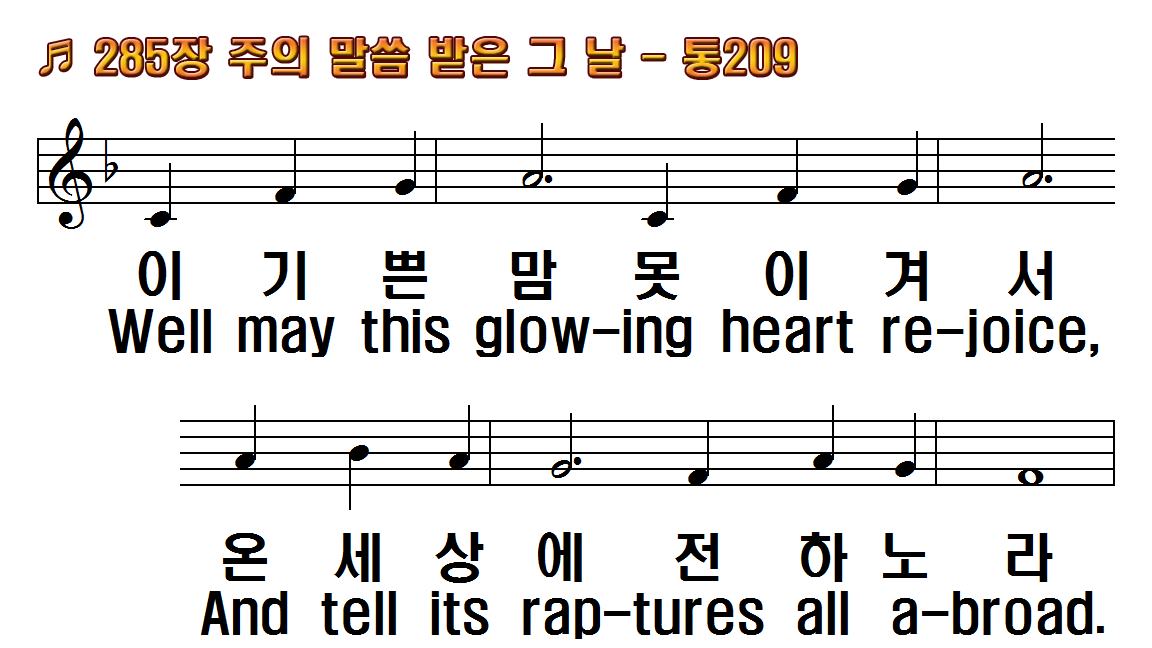 ♬ 285장 주의 말씀 받은 그 날 - 통209
이 기 쁜 맘 못 이 겨 서
Well may this glow-ing heart re-joice,
온 세 상 에 전 하 노 라
And tell its rap-tures all a-broad.